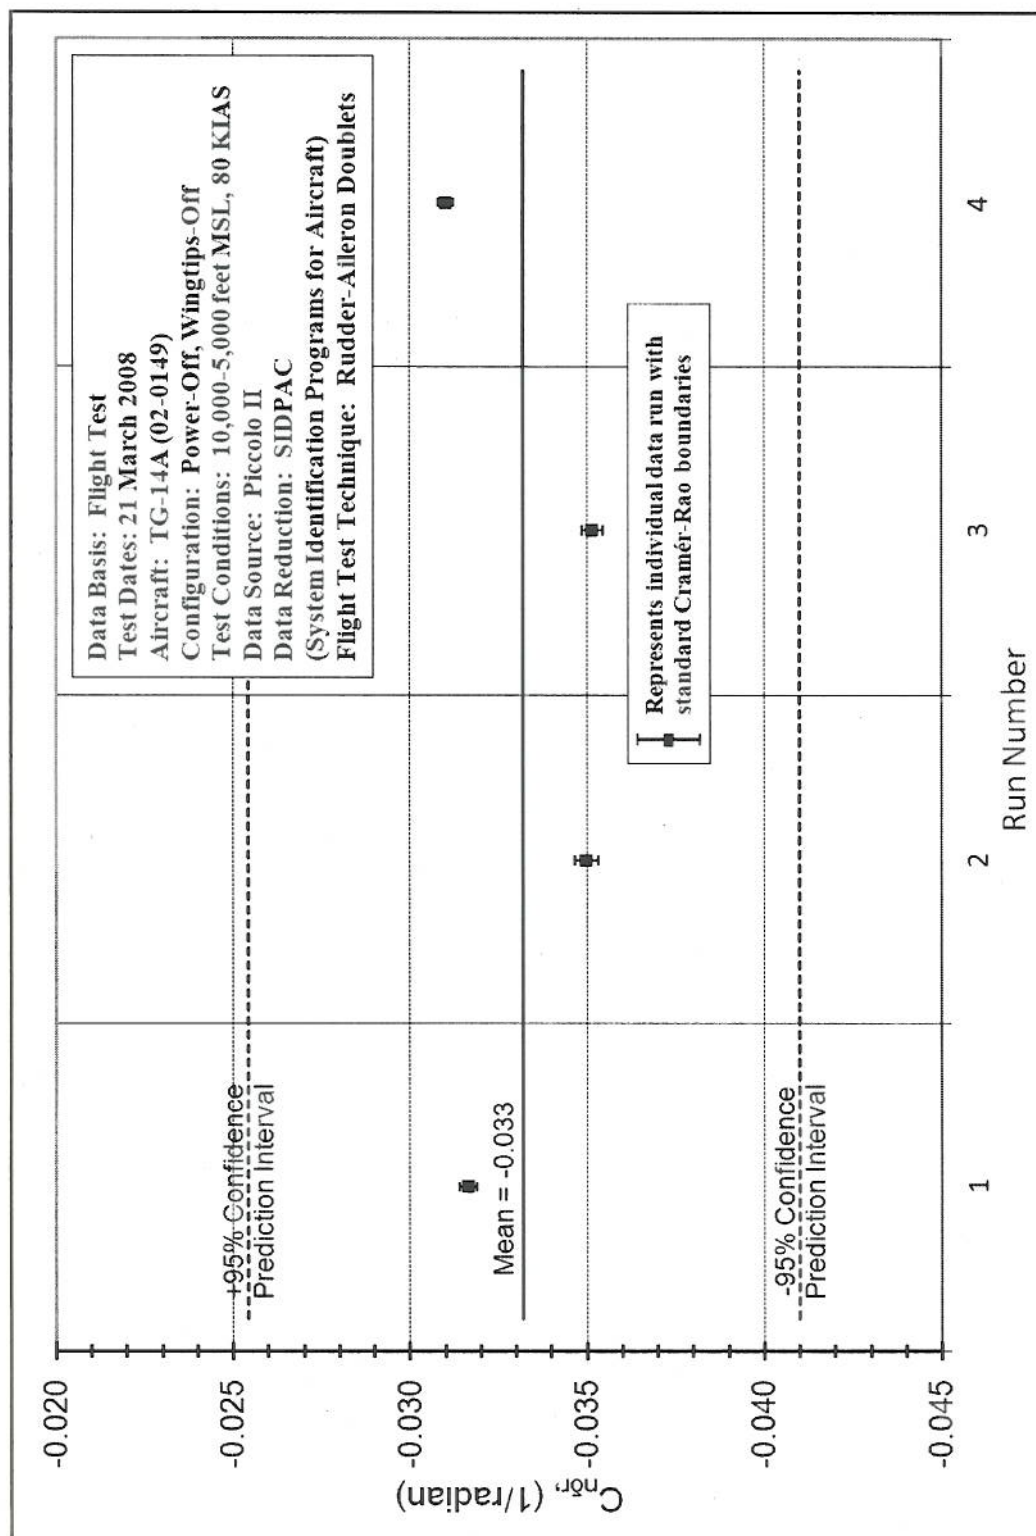 Data Basis: Flight Test
Test Dates: 21 March 2008
Aircraft: TG-14A (02-0149)
Configuration: Power-Off, Wingtips-Off
Test Conditions: 10,000-5,000 feet MSL, 80 KIAS
Data Source: Piccolo II
Data Reduction: SIDPAC
(System Identification Programs for Aircraft)
Flight Test Technique: Rudder-Aileron Doublets
+95% Confidence
Prediction Interval
Mean = -0.033
Represents individual data run with
standard Cramér-Rao boundaries
-95% Confidence
Prediction Interval
-0.020
-0.025
-0.030
-0.035
-0.040
-0.045
Cnδr, (1/radian)
1
2
3
4
Run Number